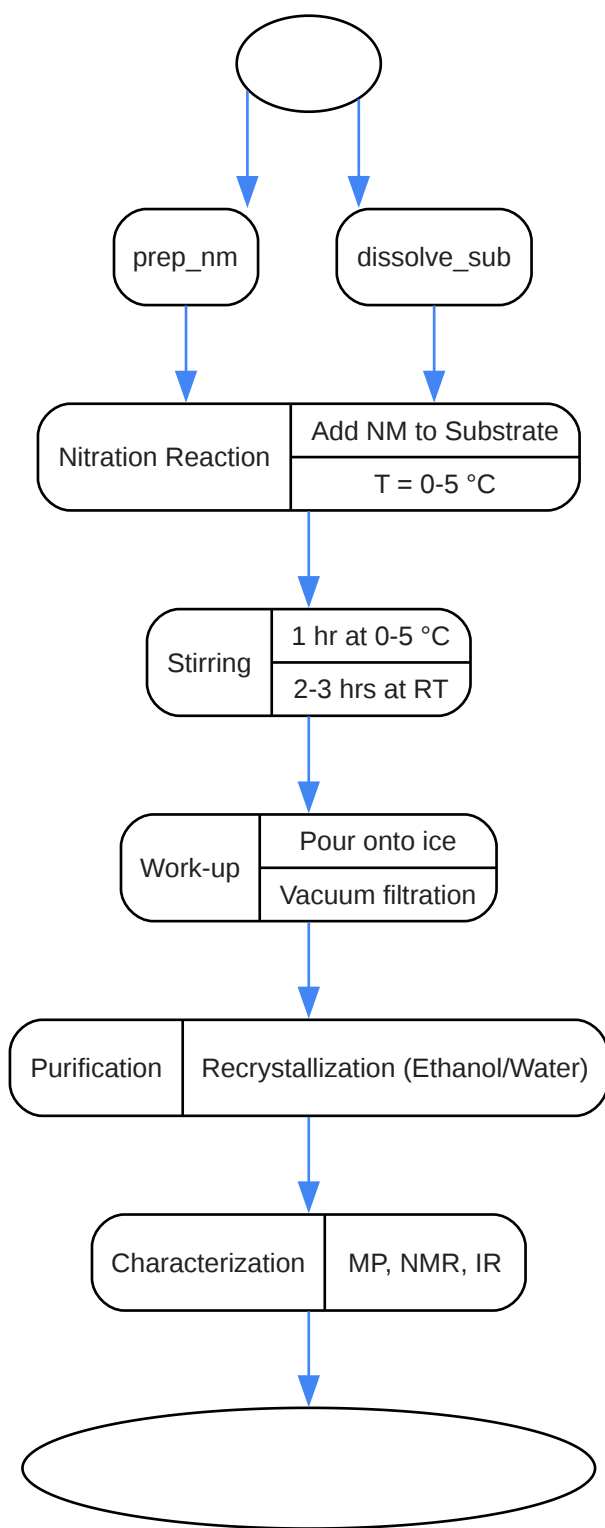 prep_nm
dissolve_sub
Nitration Reaction
Add NM to Substrate
T = 0-5 °C
Stirring
1 hr at 0-5 °C
2-3 hrs at RT
Work-up
Pour onto ice
Vacuum filtration
Purification
Recrystallization (Ethanol/Water)
Characterization
MP, NMR, IR